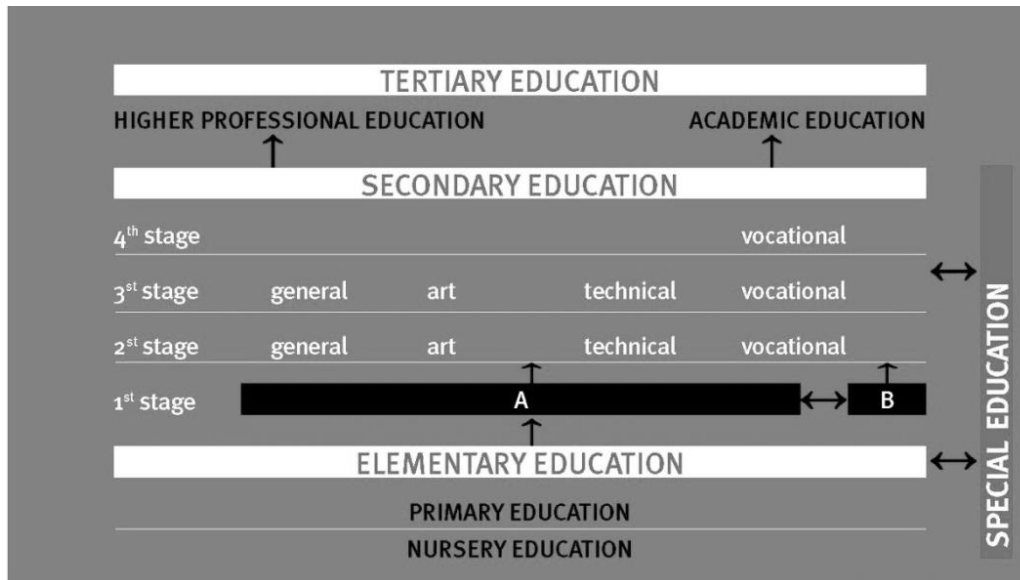 TERTIARY EDUCATION
HIGHER PROFESSIONAL EDUCATION ACADEMIC EDUCATION
SECONDARY EDUCATION
4th stage vocational
3st stage general art technical vocational
2st stage general art technical vocational
1st stage A B
ELEMENTARY EDUCATION
PRIMARY EDUCATION
NURSERY EDUCATION
SPECIAL EDUCATION